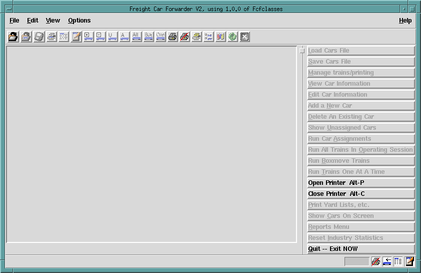 Freight Car Forwarder V2, using 1.0.0 of Fcfclasses
File Edit View Options Help
Load Cars File
Save Cars File
Manage trains/printing
View Car Information
Edit Car Information
Add a New Car
Delete An Existing Car
Show Unassigned Cars
Run Car Assignments
Run All Trains In Operating Session
Run Boxmove Trains
Run Trains One At A Time
Open Printer Alt-P
Close Printer Alt-C
Print Yard Lists, etc.
Show Cars On Screen
Reports Menu
Reset Industry Statistics
Quit -- Exit NOW